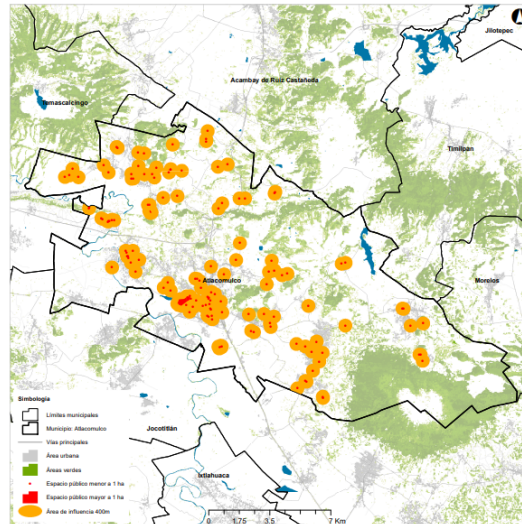 Jilotepec
Acambay de Ruíz Castañeda
Temascalcingo
Timilpan
Morelos
Atlacomulco
Jocotitlán
Ixtlahuaca
Simbología
Límites municipales
Municipio: Atlacomulco
Vías principales
Área urbana
Áreas verdes
Espacio público menor a 1 ha
Espacio público mayor a 1 ha
Área de influencia 400m
0 1.75 3.5 7 Km